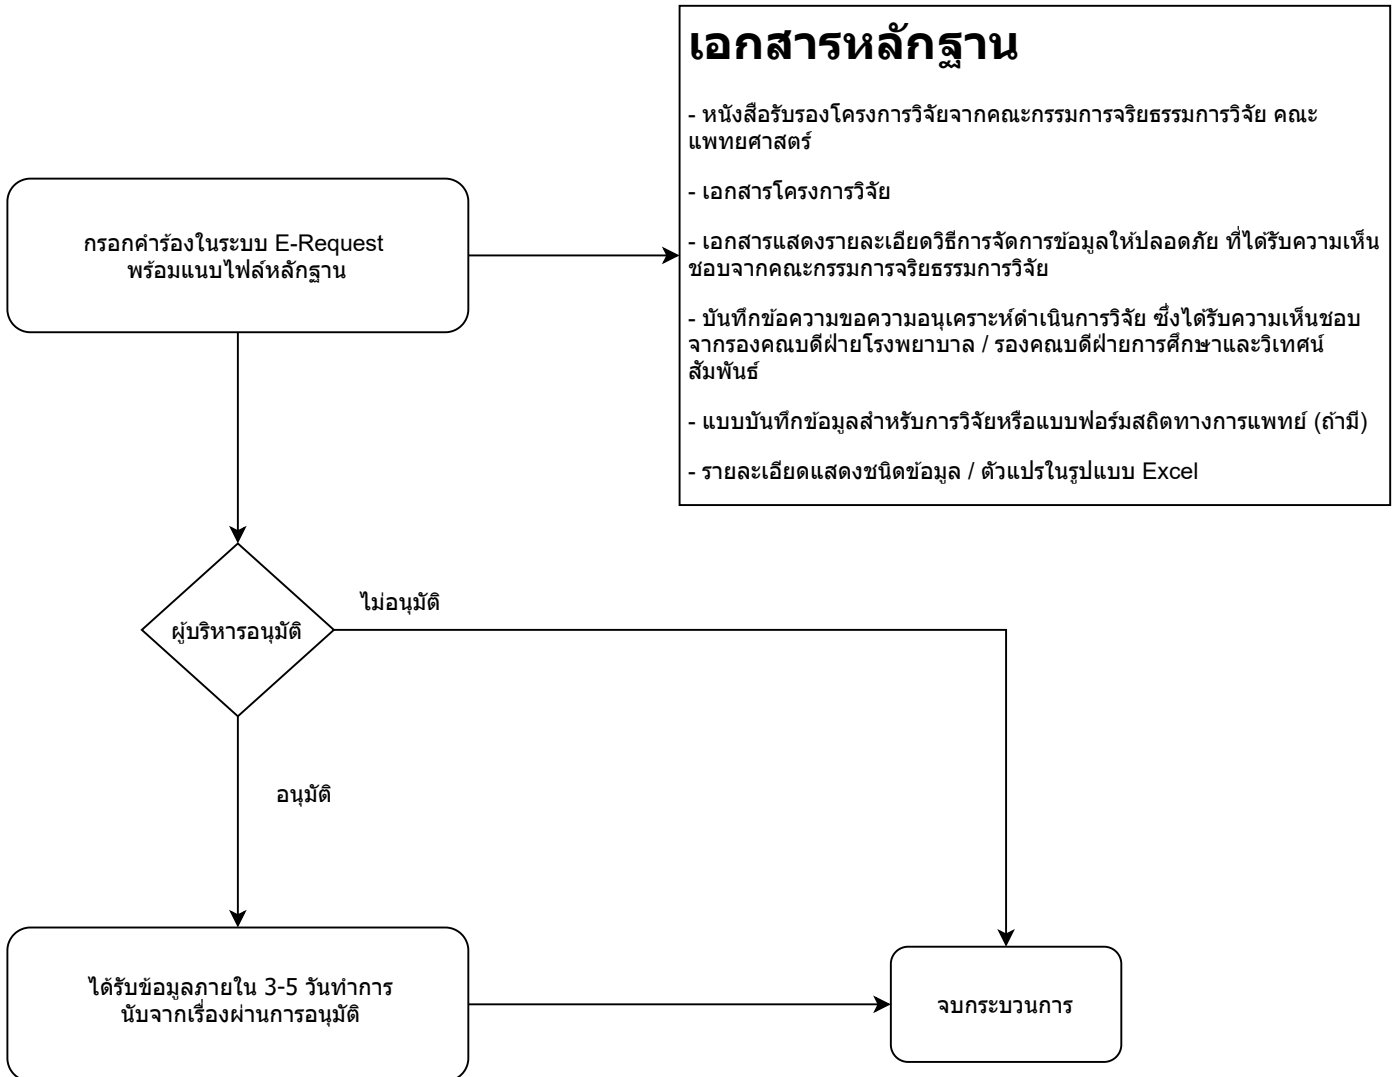 เอกสารหลักฐาน
- หนังสือรับรองโครงการวิจัยจากคณะกรรมการจริยธรรมการวิจัย คณะ
แพทยศาสตร์
- เอกสารโครงการวิจัย
- เอกสารแสดงรายละเอียดวิธีการจัดการข้อมูลให้ปลอดภัย ที่ได้รับความเห็น
ชอบจากคณะกรรมการจริยธรรมการวิจัย
- บันทึกข้อความขอความอนุเคราะห์ดำเนินการวิจัย ซึ่งได้รับความเห็นชอบ
จากรองคณบดีฝ่ายโรงพยาบาล / รองคณบดีฝ่ายการศึกษาและวิเทศน์
สัมพันธ์
- แบบบันทึกข้อมูลสำหรับการวิจัยหรือแบบฟอร์มสถิตทางการแพทย์ (ถ้ามี)
- รายละเอียดแสดงชนิดข้อมูล / ตัวแปรในรูปแบบ Excel
กรอกคำร้องในระบบ E-Request
พร้อมแนบไฟล์หลักฐาน
ไม่อนุมัติ
ผู้บริหารอนุมัติ
อนุมัติ
ได้รับข้อมูลภายใน 3-5 วันทำการ
นับจากเรื่องผ่านการอนุมัติ
จบกระบวนการ